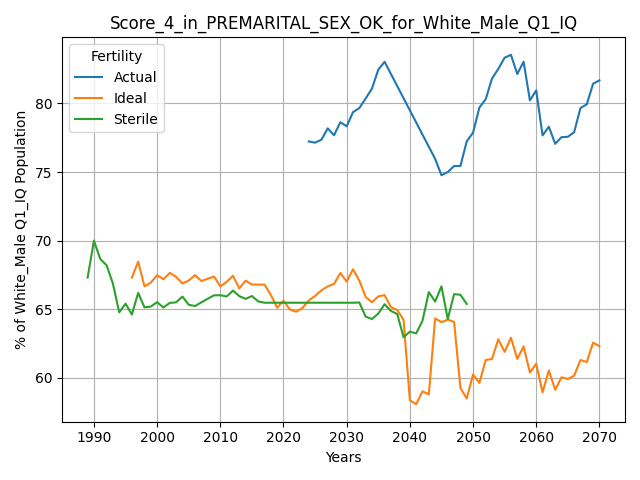 Score_4_in_PREMARITAL_SEX_OK_for_White_Male_Q1_IQ
Fertility
Actual
Ideal
Sterile
% of White_Male Q1_IQ Population
80
75
70
65
60
1990
2000
2010
2020
2030
2040
2050
2060
2070
Years